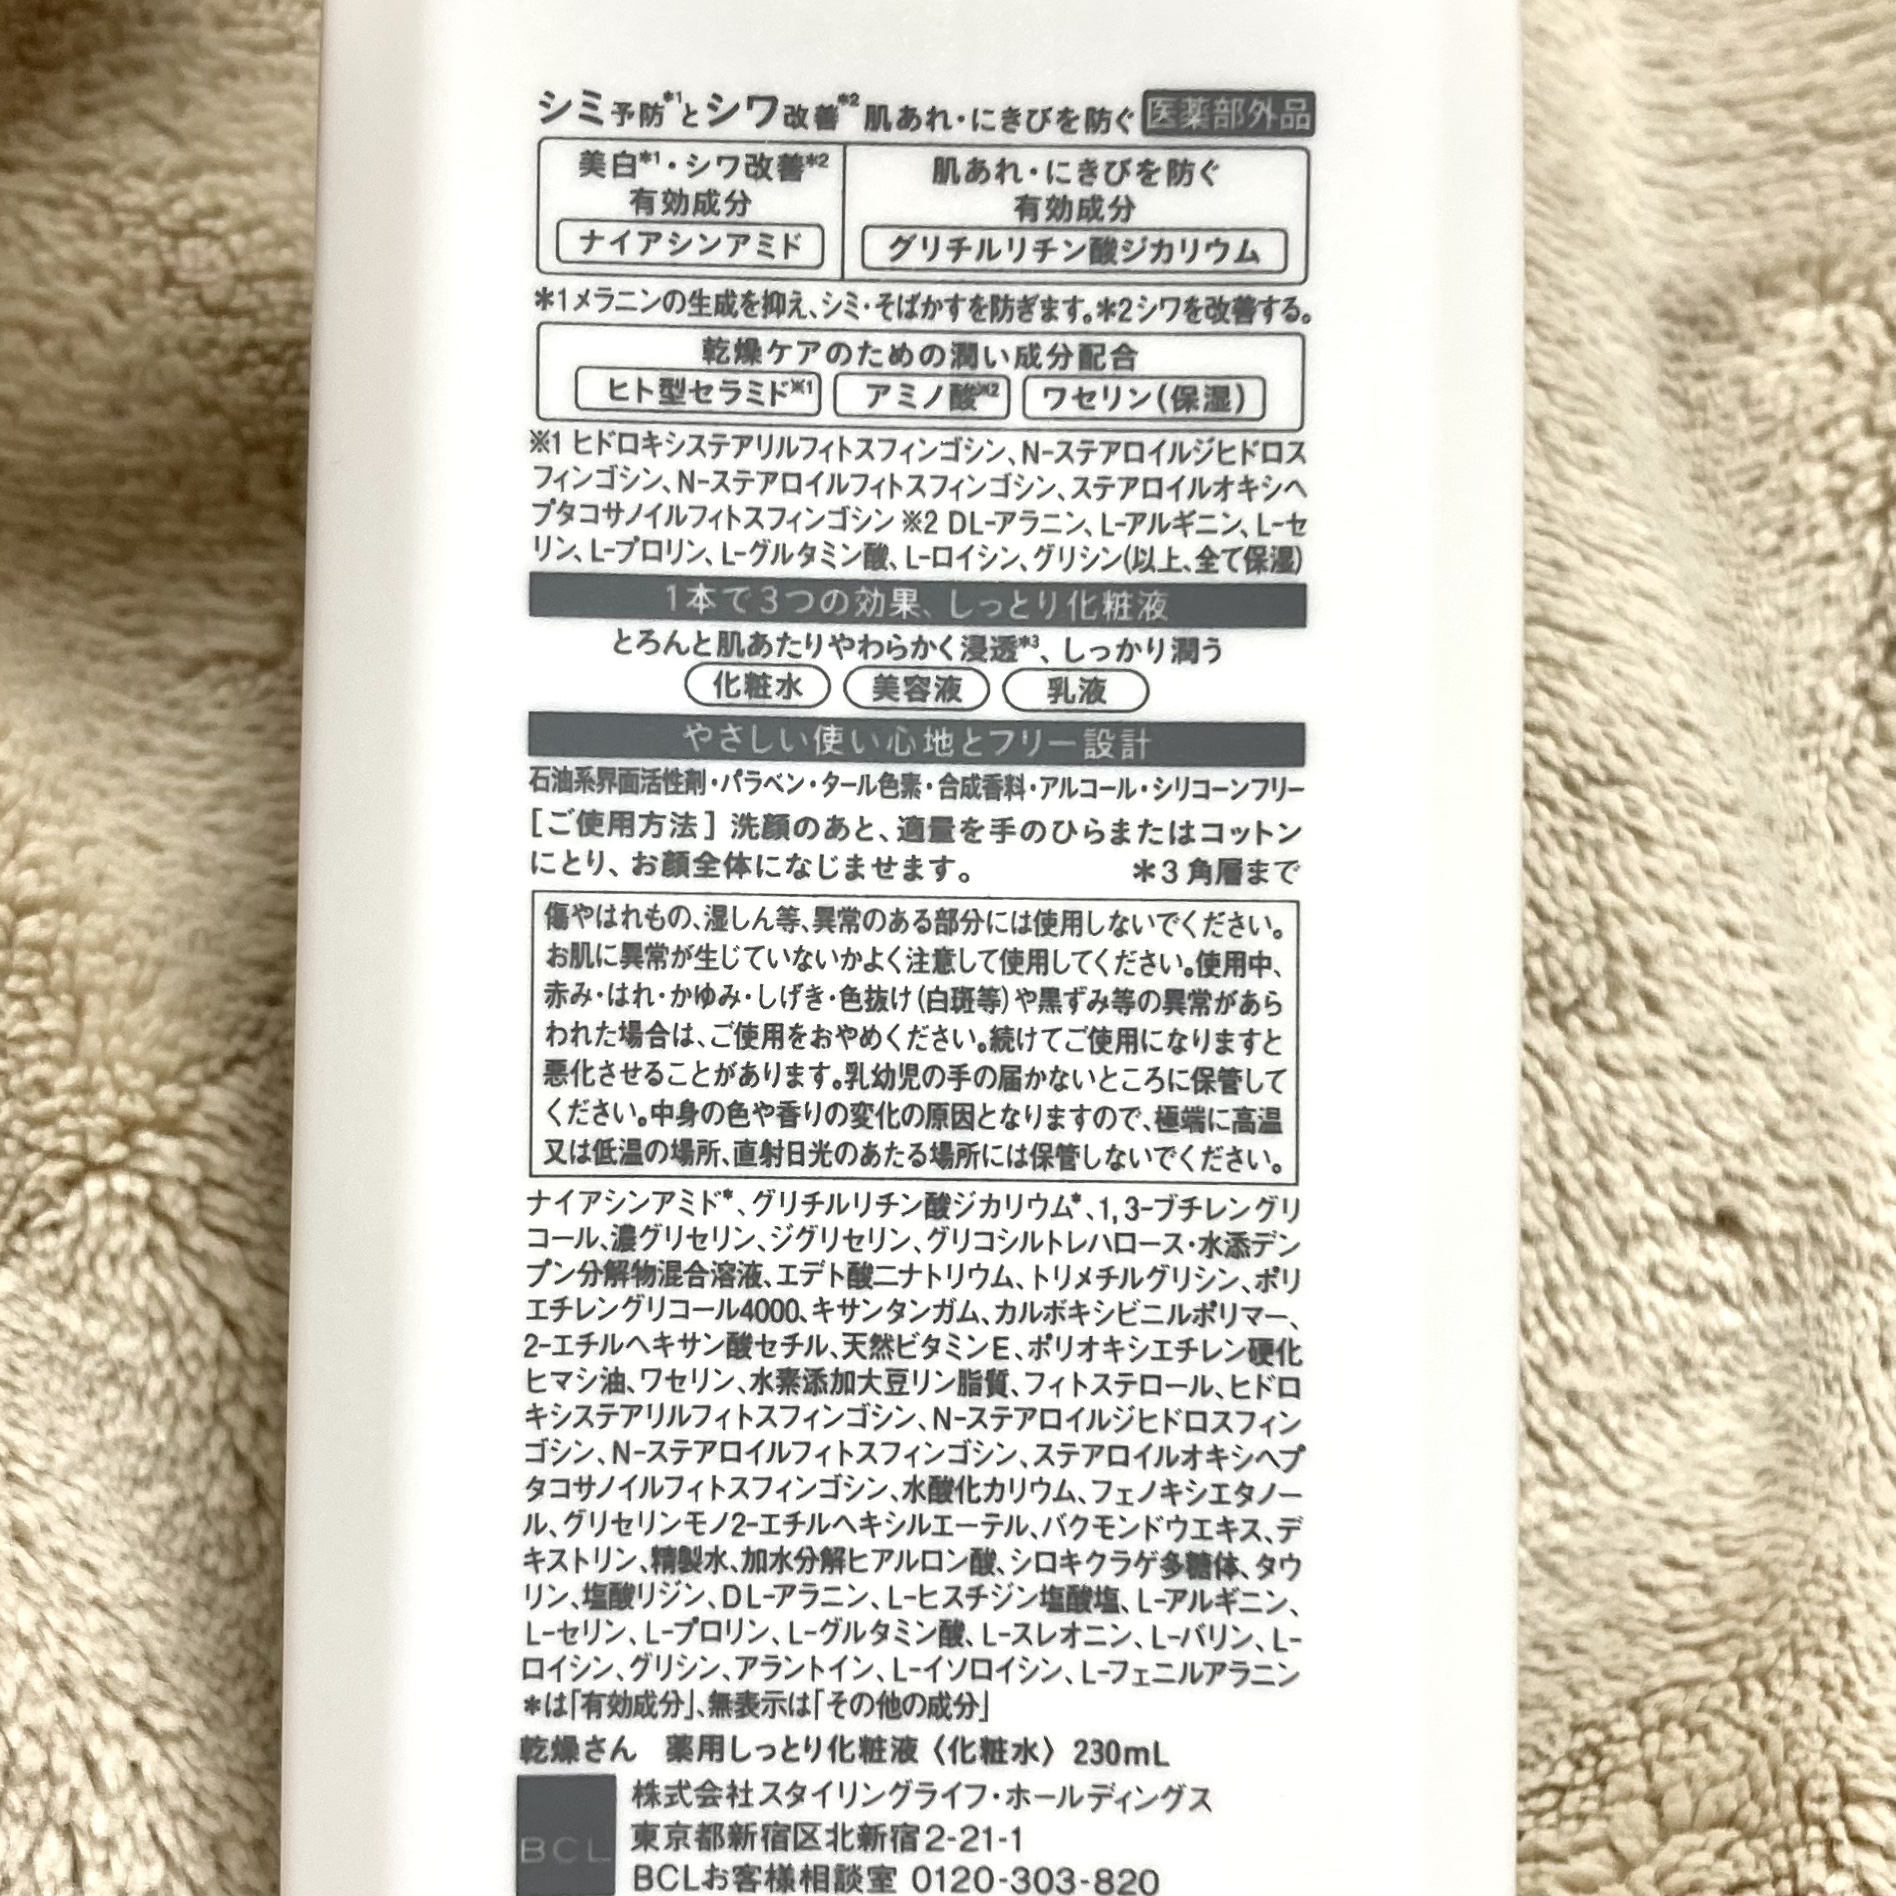 シミ予防*1とシワ改善*2 肌あれ・にきびを防ぐ 医薬部外品
美白*1・シワ改善*2
有効成分
ナイアシンアミド
肌あれ・にきびを防ぐ
有効成分
グリチルリチン酸ジカリウム
*1メラニンの生成を抑え、シミ・そばかすを防ぎます。*2シワを改善する。
乾燥ケアのための潤い成分配合
ヒト型セラミド※1 アミノ酸※2 ワセリン(保湿)
※1 ヒドロキシステアリルフィトスフィンゴシン、N-ステアロイルジヒドロス
フィンゴシン、N-ステアロイルフィトスフィンゴシン、ステアロイルオキシヘ
プタコサノイルフィトスフィンゴシン ※2 DL-アラニン、L-アルギニン、L-セ
リン、L-プロリン、L-グルタミン酸、L-ロイシン、グリシン(以上、全て保湿)
1本で3つの効果、しっとり化粧液
とろんと肌あたりやわらかく浸透*3、しっかり潤う
化粧水 美容液 乳液
やさしい使い心地とフリー設計
石油系界面活性剤・パラベン・タール色素・合成香料・アルコール・シリコーンフリー
[ご使用方法] 洗顔のあと、適量を手のひらまたはコットン
にとり、お顔全体になじませます。 *3 角層まで
傷やはれもの、湿しん等、異常のある部分には使用しないでください。
お肌に異常が生じていないかよく注意して使用してください。使用中、
赤み・はれ・かゆみ・しげき・色抜け(白斑等)や黒ずみ等の異常があら
われた場合は、ご使用をおやめください。続けてご使用になりますと
悪化させることがあります。乳幼児の手の届かないところに保管して
ください。中身の色や香りの変化の原因となりますので、極端に高温
又は低温の場所、直射日光のあたる場所には保管しないでください。
ナイアシンアミド*、グリチルリチン酸ジカリウム*、1,3-ブチレングリ
コール、濃グリセリン、ジグリセリン、グリコシルトレハロース・水添デン
プン分解物混合溶液、エデト酸二ナトリウム、トリメチルグリシン、ポリ
エチレングリコール4000、キサンタンガム、カルボキシビニルポリマー、
2-エチルヘキサン酸セチル、天然ビタミンE、ポリオキシエチレン硬化
ヒマシ油、ワセリン、水素添加大豆リン脂質、フィトステロール、ヒドロ
キシステアリルフィトスフィンゴシン、N-ステアロイルジヒドロスフィン
ゴシン、N-ステアロイルフィトスフィンゴシン、ステアロイルオキシヘプ
タコサノイルフィトスフィンゴシン、水酸化カリウム、フェノキシエタノー
ル、グリセリンモノ2-エチルヘキシルエーテル、バクモンドウエキス、デ
キストリン、精製水、加水分解ヒアルロン酸、シロキクラゲ多糖体、タウ
リン、塩酸リジン、DL-アラニン、L-ヒスチジン塩酸塩、L-アルギニン、
L-セリン、L-プロリン、L-グルタミン酸、L-スレオニン、L-バリン、L-
ロイシン、グリシン、アラントイン、L-イソロイシン、L-フェニルアラニン
*は「有効成分」、無表示は「その他の成分」
乾燥さん 薬用しっとり化粧液〈化粧水〉230mL
BCL
株式会社スタイリングライフ・ホールディングス
東京都新宿区北新宿2-21-1
BCLお客様相談室 0120-303-820